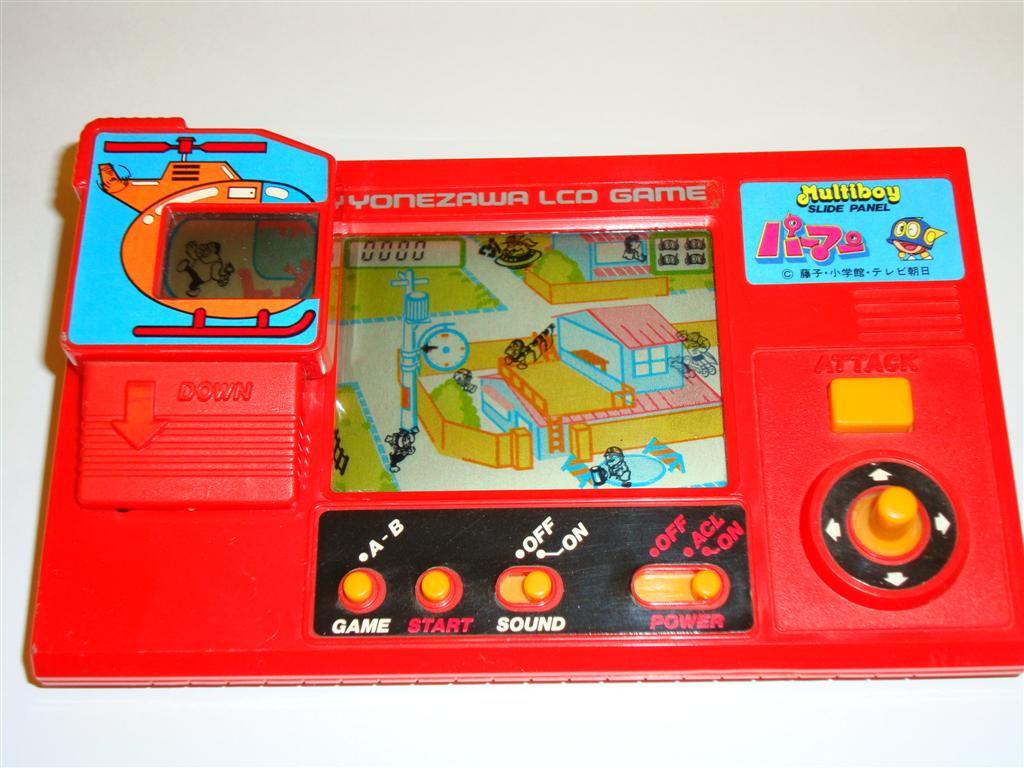 YONEZAWA LCD GAME
Multiboy
SLIDE PANEL
パーマン
© 藤子・小学館・テレビ朝日
0000
DOWN
ATTACK
A-B
OFF
ON
OFF
ACL
ON
GAME START SOUND POWER